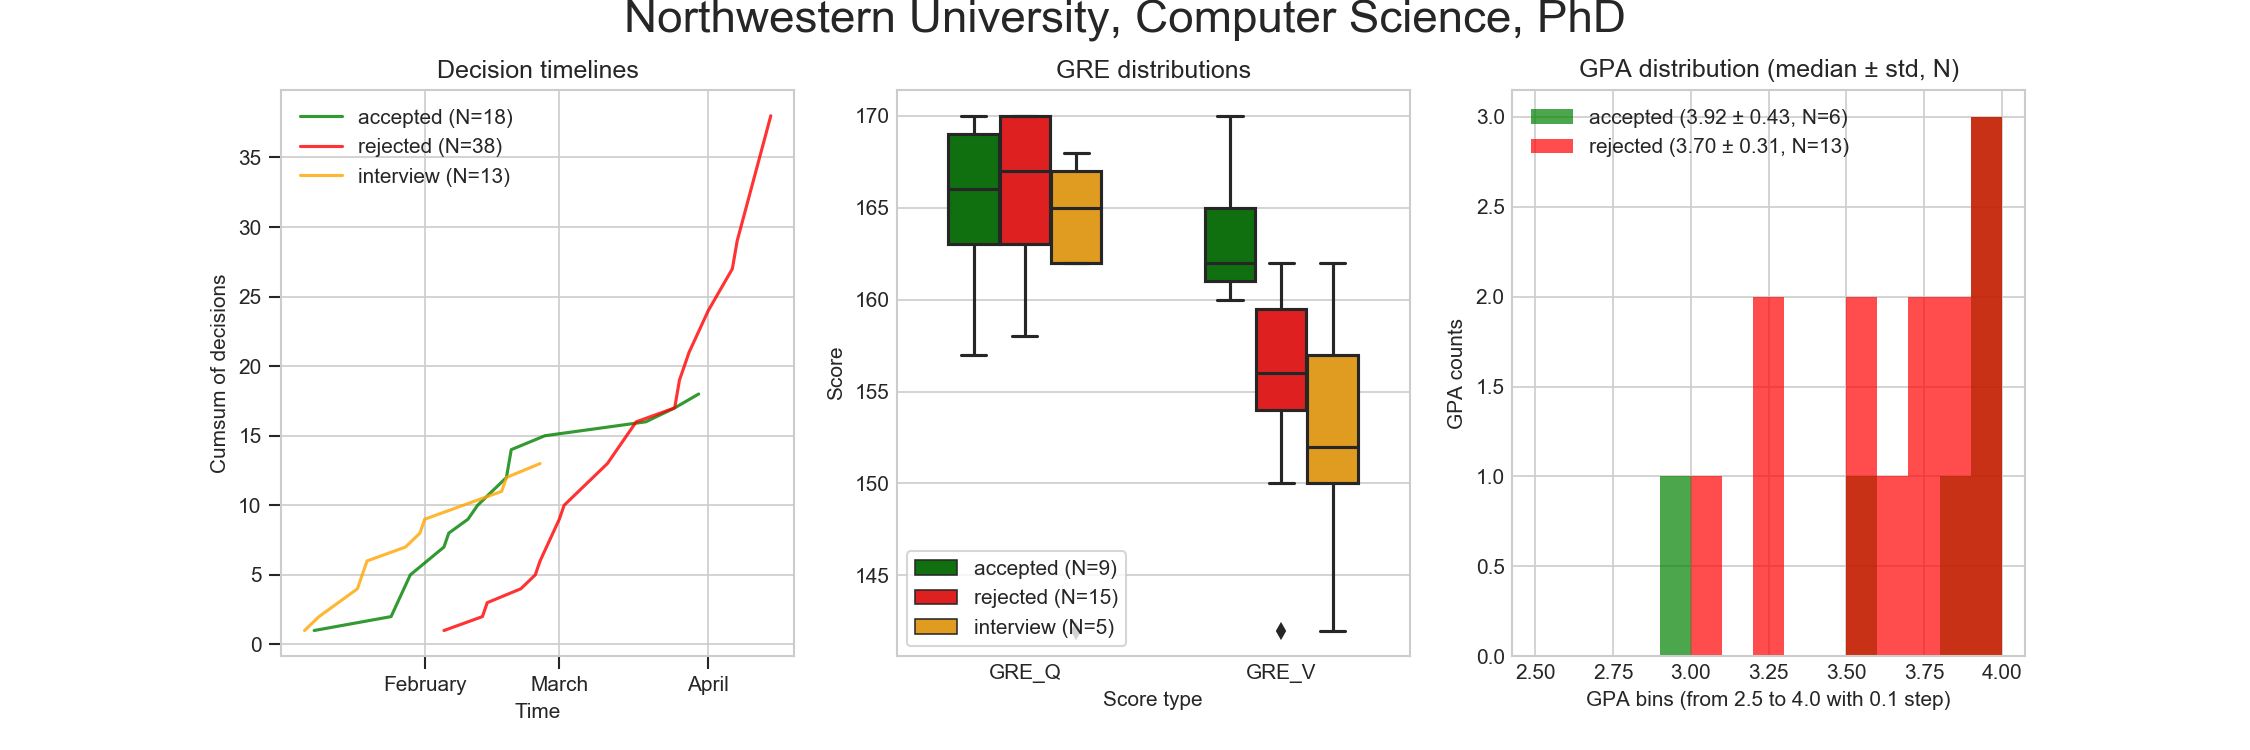 Northwestern University, Computer Science, PhD
Decision timelines
accepted (N=18)
rejected (N=38)
interview (N=13)
35
30
25
20
15
10
5
0
Cumsum of decisions
February March April
Time
GRE distributions
170
165
160
155
150
145
Score
accepted (N=9)
rejected (N=15)
interview (N=5)
GRE_Q GRE_V
Score type
GPA distribution (median ± std, N)
accepted (3.92 ± 0.43, N=6)
rejected (3.70 ± 0.31, N=13)
3.0
2.5
2.0
1.5
1.0
0.5
0.0
GPA counts
2.50 2.75 3.00 3.25 3.50 3.75 4.00
GPA bins (from 2.5 to 4.0 with 0.1 step)